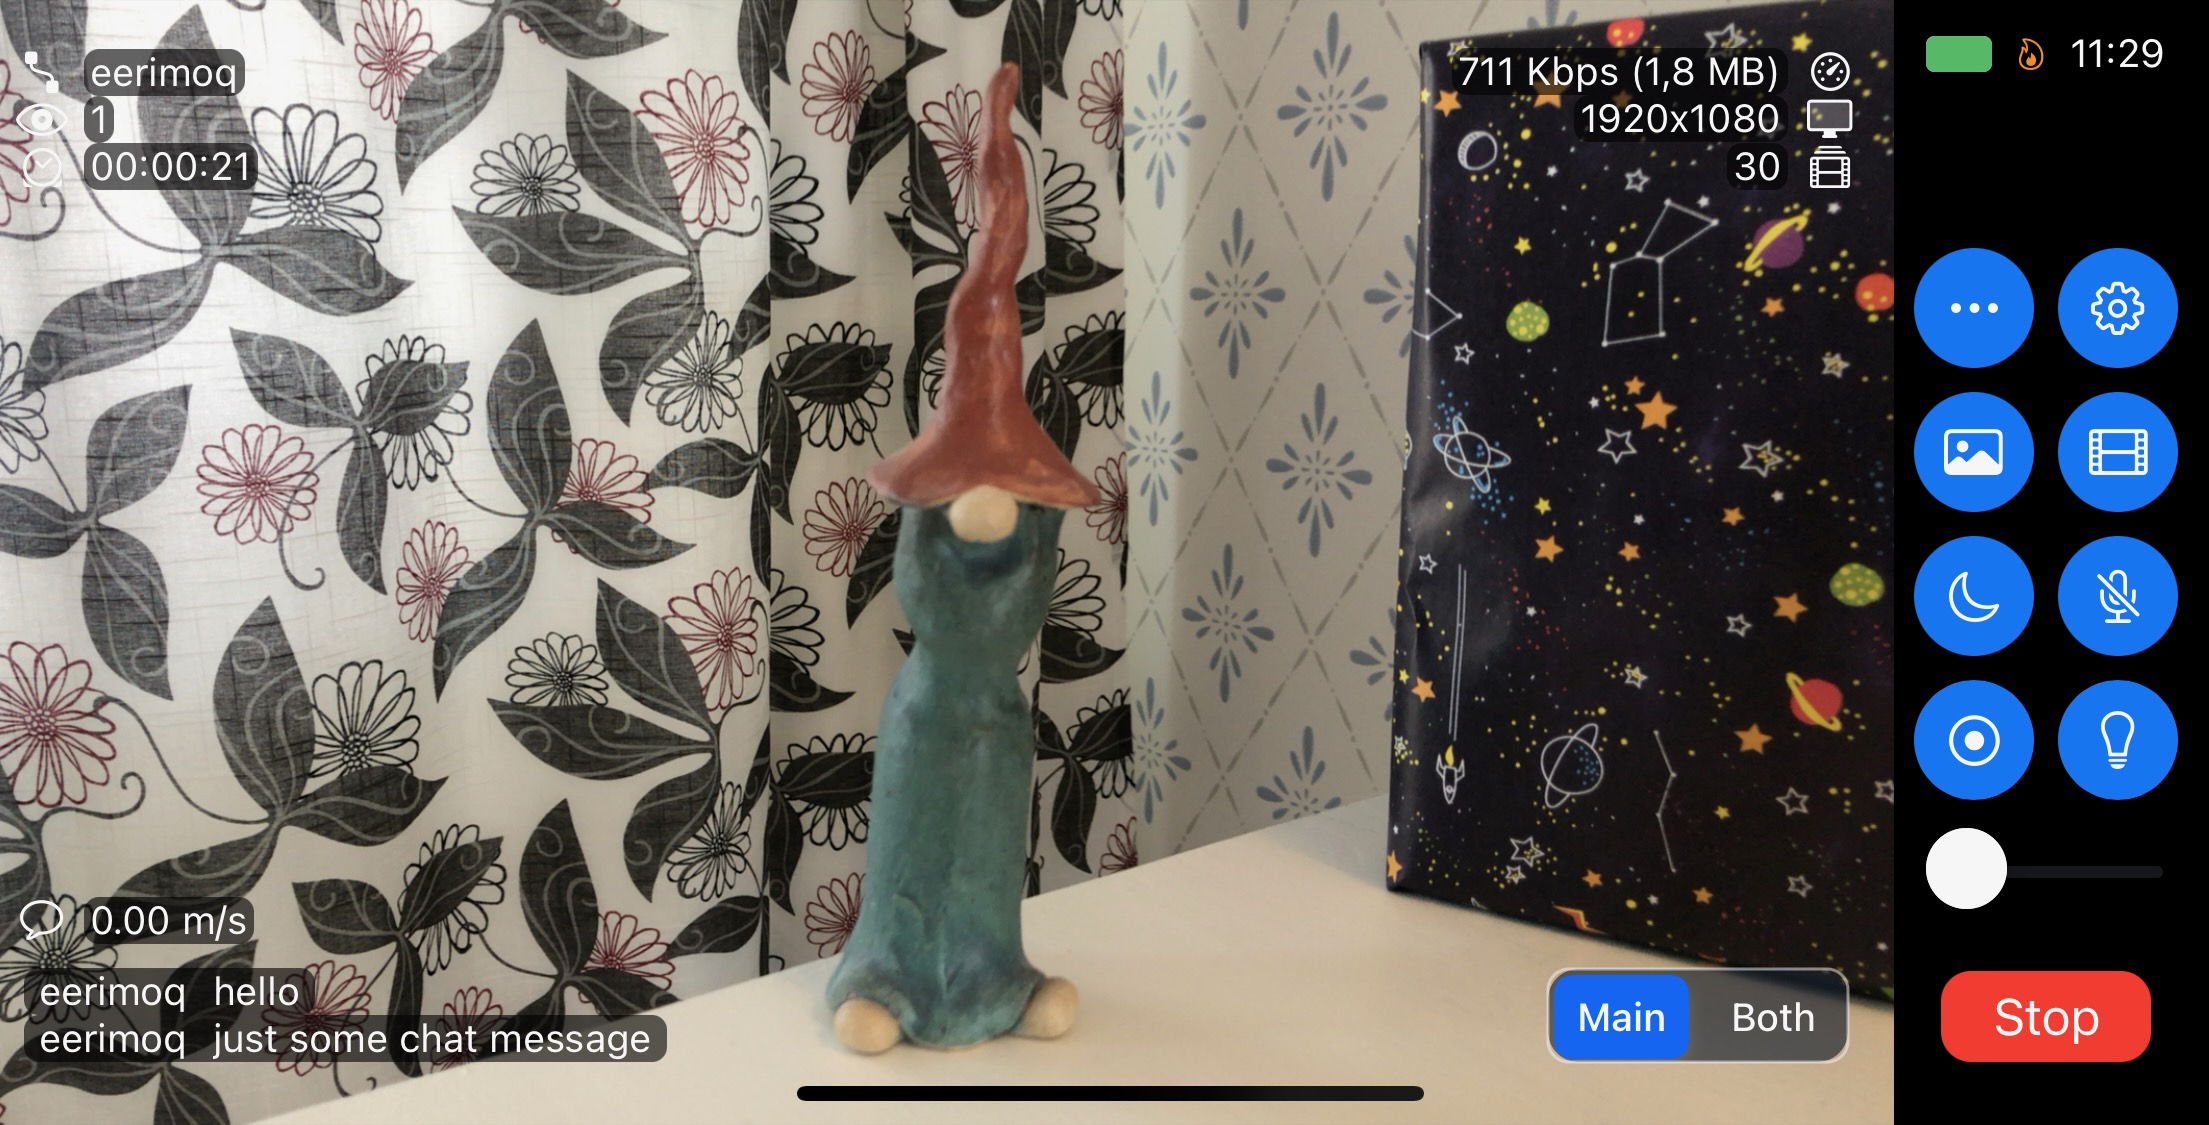 eerimoq
1
00:00:21
711 Kbps (1,8 MB)
1920x1080
30
11:29
0.00 m/s
eerimoq hello
eerimoq just some chat message
Main Both
Stop